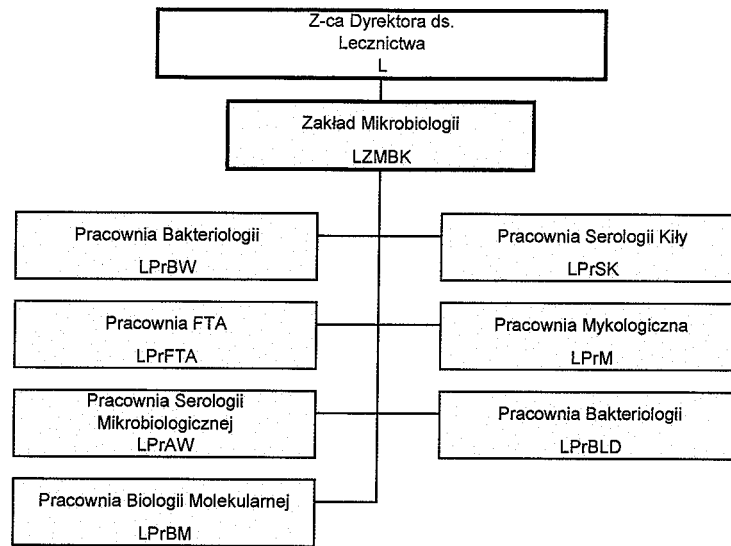 Z-ca Dyrektora ds.
Lecznictwa
L
Zakład Mikrobiologii
LZMBK
Pracownia Bakteriologii
LPrBW
Pracownia Serologii Kiły
LPrSK
Pracownia FTA
LPrFTA
Pracownia Mykologiczna
LPrM
Pracownia Serologii
Mikrobiologicznej
LPrAW
Pracownia Bakteriologii
LPrBLD
Pracownia Biologii Molekularnej
LPrBM